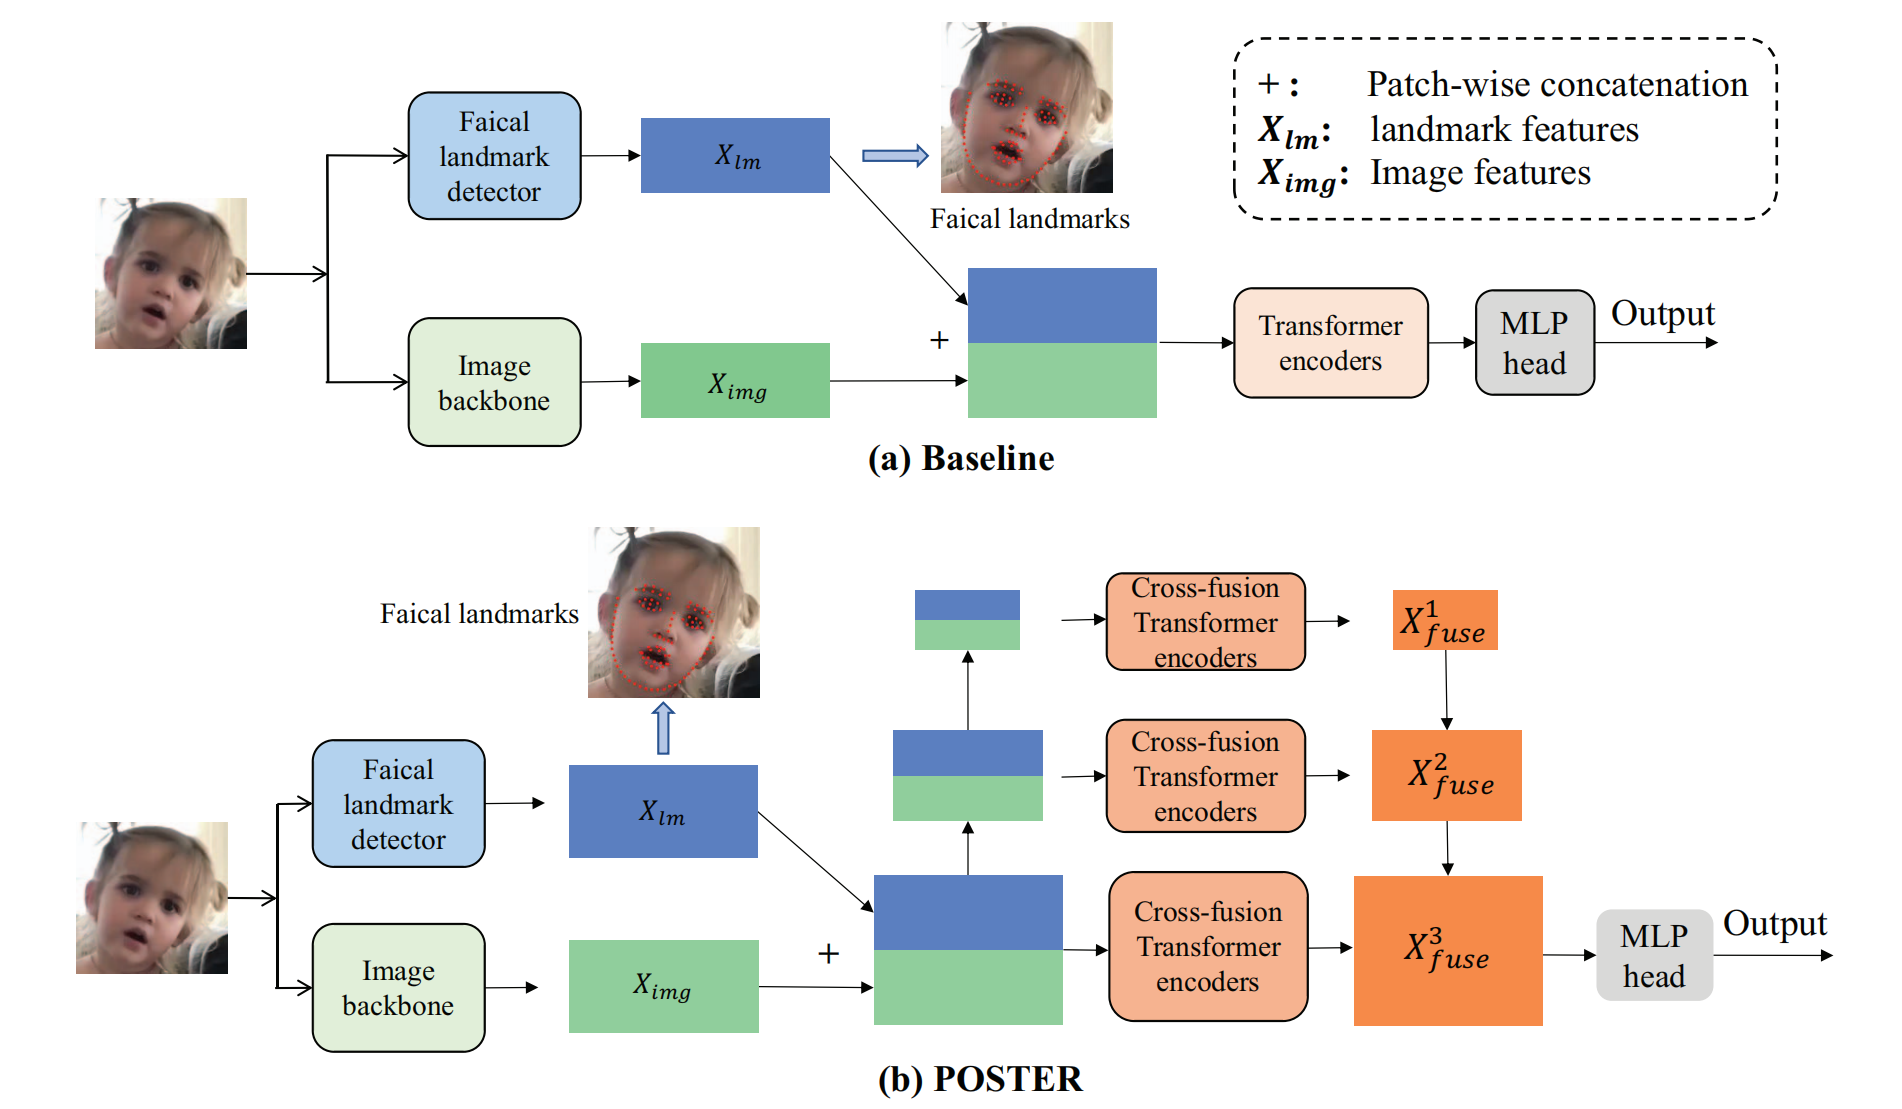 Faical
landmark
detector
X_lm
Faical landmarks
+ : Patch-wise concatenation
X_lm: landmark features
X_img: Image features
Image
backbone
X_img
+
Transformer
encoders
MLP
head
Output
(a) Baseline
Faical landmarks
Faical
landmark
detector
X_lm
Image
backbone
X_img
+
Cross-fusion
Transformer
encoders
X^1_fuse
Cross-fusion
Transformer
encoders
X^2_fuse
Cross-fusion
Transformer
encoders
X^3_fuse
MLP
head
Output
(b) POSTER